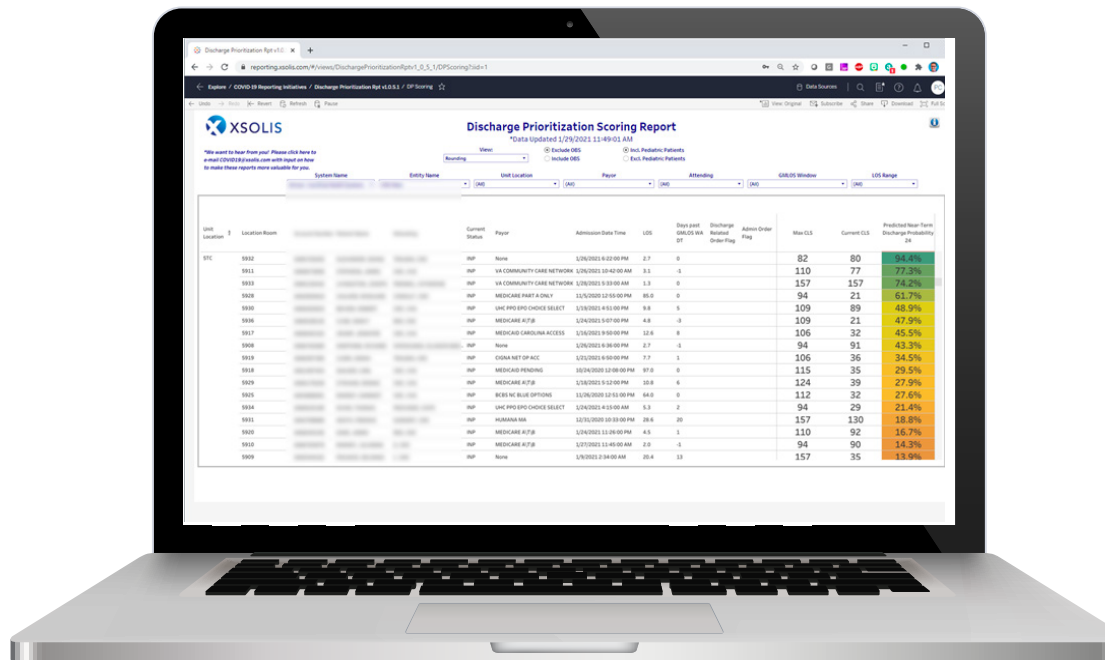 Discharge Prioritization Rpt v1.0 × +
reporting.xsolis.com/#/views/DischargePrioritizationRptv1_0_5_1/DPScoring?:iid=1
Explore / COVID-19 Reporting Initiatives / Discharge Prioritization Rpt v1.0.5.1 / DP Scoring
Data Sources
Undo Redo Revert Refresh Pause
View: Original Subscribe Share Download Full Sc
XSOLIS
Discharge Prioritization Scoring Report
*Data Updated 1/29/2021 11:49:01 AM
*We want to hear from you! Please click here to
e-mail COVID19@xsolis.com with input on how
to make these reports more valuable for you.
View:
Rounding
Exclude OBS
Include OBS
Incl. Pediatric Patients
Excl. Pediatric Patients
System Name Entity Name Unit Location Payor Attending GMLOS Window LOS Range
(All) (All) (All) (All) (All)
Unit Location Location Room Current Status Payor Admission Date Time LOS Days past GMLOS WA DT Discharge Related Order Flag Admin Order Flag Max CLS Current CLS Predicted Near-Term Discharge Probability 24
STC 5932 INP None 1/26/2021 6:22:00 PM 2.7 0 82 80 94.4%
5911 INP VA COMMUNITY CARE NETWORK 1/26/2021 10:42:00 AM 3.1 -1 110 77 77.3%
5933 INP VA COMMUNITY CARE NETWORK 1/28/2021 5:33:00 AM 1.3 0 157 157 74.2%
5928 INP MEDICARE PART A ONLY 11/5/2020 12:55:00 PM 85.0 0 94 21 61.7%
5930 INP UHC PPO EPO CHOICE SELECT 1/19/2021 4:51:00 PM 9.8 5 109 89 48.9%
5936 INP MEDICARE A(7)B 1/24/2021 5:07:00 PM 4.8 -3 109 21 47.9%
5917 INP MEDICAID CAROLINA ACCESS 1/16/2021 9:50:00 PM 12.6 8 106 32 45.5%
5908 INP None 1/26/2021 6:36:00 PM 2.7 -1 94 91 43.3%
5919 INP CIGNA NET OP ACC 1/21/2021 6:50:00 PM 7.7 1 106 36 34.5%
5918 INP MEDICAID PENDING 10/24/2020 12:08:00 PM 97.0 0 115 35 29.5%
5929 INP MEDICARE A(7)B 1/18/2021 5:12:00 PM 10.8 6 124 39 27.9%
5925 INP BCBS NC BLUE OPTIONS 11/26/2020 12:51:00 PM 64.0 0 112 32 27.6%
5934 INP UHC PPO EPO CHOICE SELECT 1/24/2021 4:15:00 AM 5.3 2 94 29 21.4%
5931 INP HUMANA MA 12/31/2020 10:33:00 PM 28.6 20 157 130 18.8%
5920 INP MEDICARE A(7)B 1/24/2021 11:26:00 PM 4.5 1 110 92 16.7%
5910 INP MEDICARE A(7)B 1/27/2021 11:45:00 AM 2.0 -1 94 90 14.3%
5909 INP None 1/9/2021 2:34:00 AM 20.4 13 157 35 13.9%